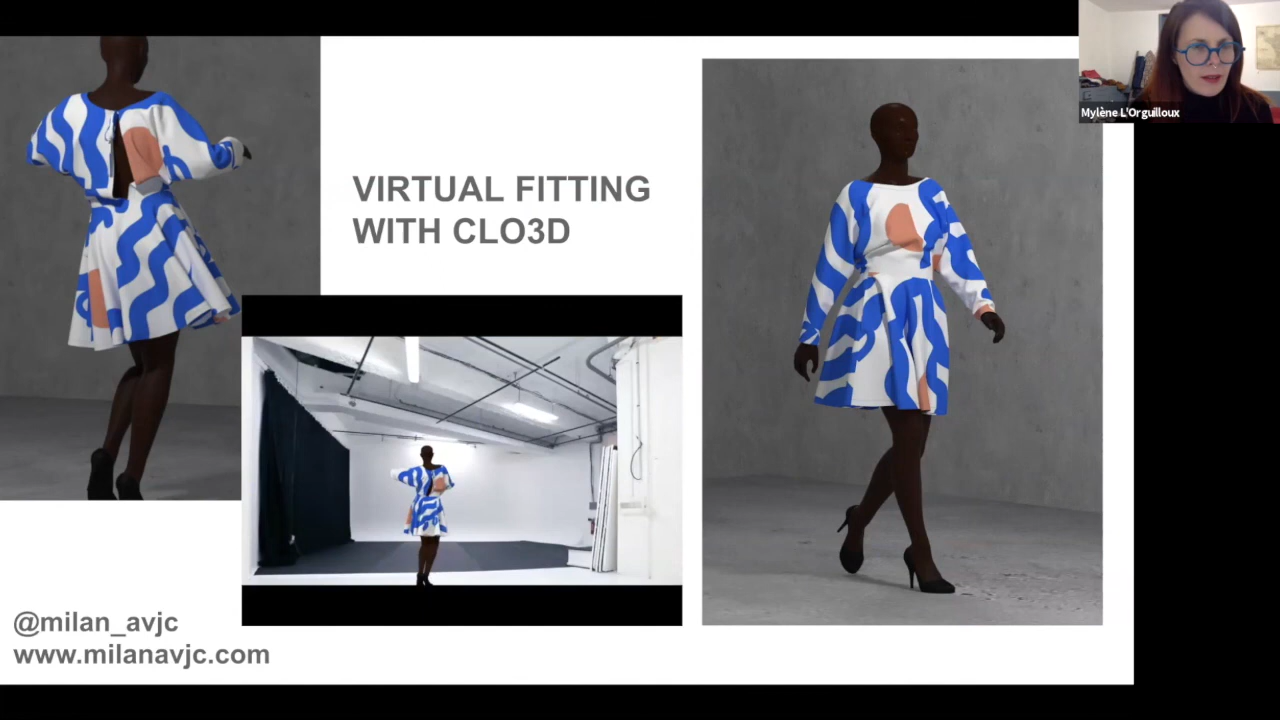 Mylène L'Orguilloux
VIRTUAL FITTING
WITH CLO3D
@milan_avjc
www.milanavjc.com